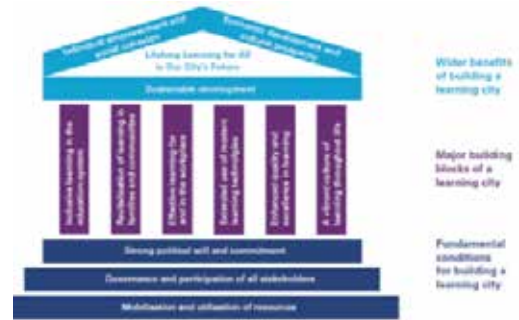 Individual empowerment and social cohesion
Economic development and cultural prosperity
Lifelong Learning for All
is Our City's Future
Sustainable development
Inclusive learning in the
education system
Revitalization of learning in
families and communities
Effective learning for
and in the workplace
Extended use of modern
learning technologies
Enhanced quality and
excellence in learning
A vibrant culture of
learning throughout life
Strong political will and commitment
Governance and participation of all stakeholders
Mobilisation and utilisation of resources
Wider benefits
of building a
learning city
Major building
blocks of a
learning city
Fundamental
conditions
for building a
learning city